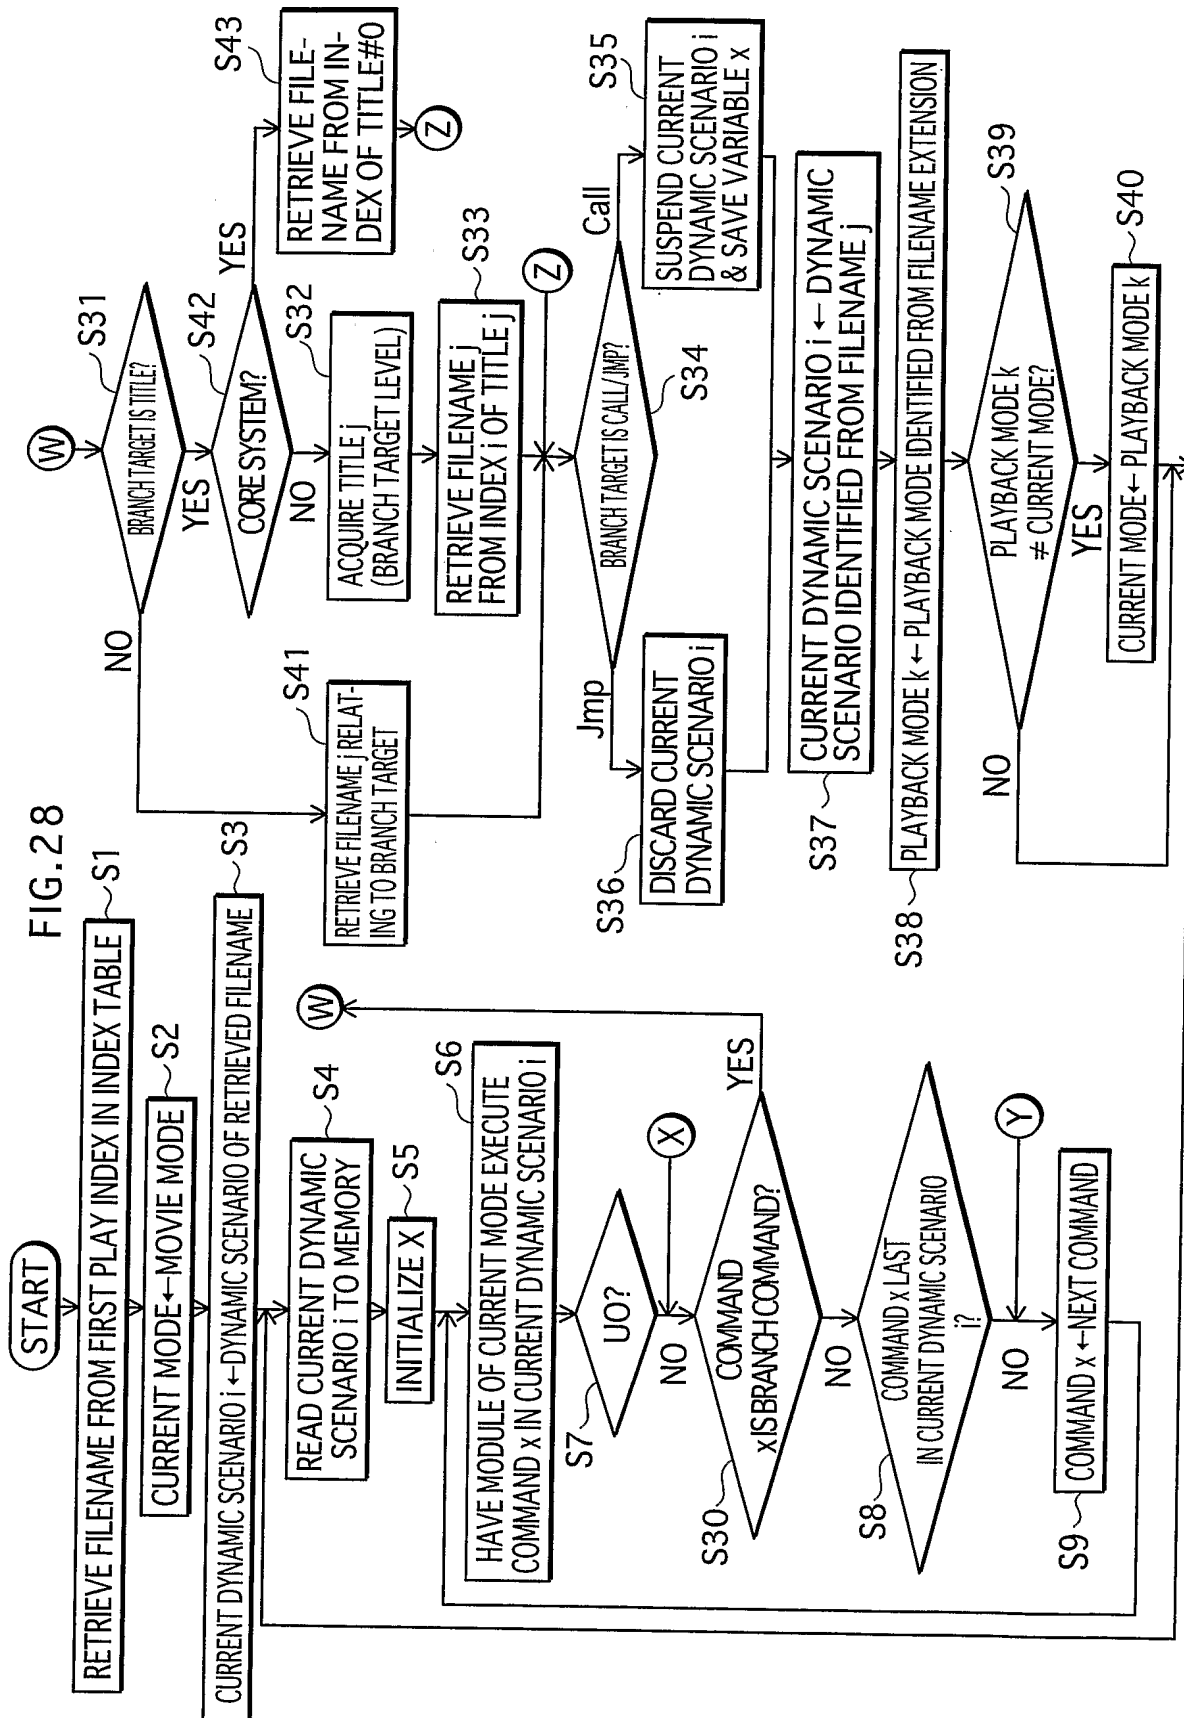 FIG.28
START
RETRIEVE FILENAME FROM FIRST PLAY INDEX IN INDEX TABLE
S1
CURRENT MODE←MOVIE MODE
S2
CURRENT DYNAMIC SCENARIO i←DYNAMIC SCENARIO OF RETRIEVED FILENAME
S3
READ CURRENT DYNAMIC
SCENARIO i TO MEMORY
S4
INITIALIZE X
S5
HAVE MODULE OF CURRENT MODE EXECUTE
COMMAND x IN CURRENT DYNAMIC SCENARIO i
S6
UO?
S7
NO
X
COMMAND
x IS BRANCH COMMAND?
S30
YES
W
NO
COMMAND x LAST
IN CURRENT DYNAMIC SCENARIO
i?
S8
NO
Y
COMMAND x ←NEXT COMMAND
S9
W
BRANCH TARGET IS TITLE?
S31
NO
YES
CORE SYSTEM?
S42
YES
RETRIEVE FILE-
NAME FROM IN-
DEX OF TITLE#0
S43
Z
NO
ACQUIRE TITLE j
(BRANCH TARGET LEVEL)
S32
RETRIEVE FILENAME j
FROM INDEX i OF TITLE j
S33
RETRIEVE FILENAME j RELAT-
ING TO BRANCH TARGET
S41
Z
BRANCH TARGET IS CALL/JMP?
S34
Jmp
Call
SUSPEND CURRENT
DYNAMIC SCENARIO i
& SAVE VARIABLE x
S35
DISCARD CURRENT
DYNAMIC SCENARIO i
S36
CURRENT DYNAMIC SCENARIO i ← DYNAMIC
SCENARIO IDENTIFIED FROM FILENAME j
S37
PLAYBACK MODE k ← PLAYBACK MODE IDENTIFIED FROM FILENAME EXTENSION
S38
PLAYBACK MODE k
≠ CURRENT MODE?
S39
NO
YES
CURRENT MODE← PLAYBACK MODE k
S40